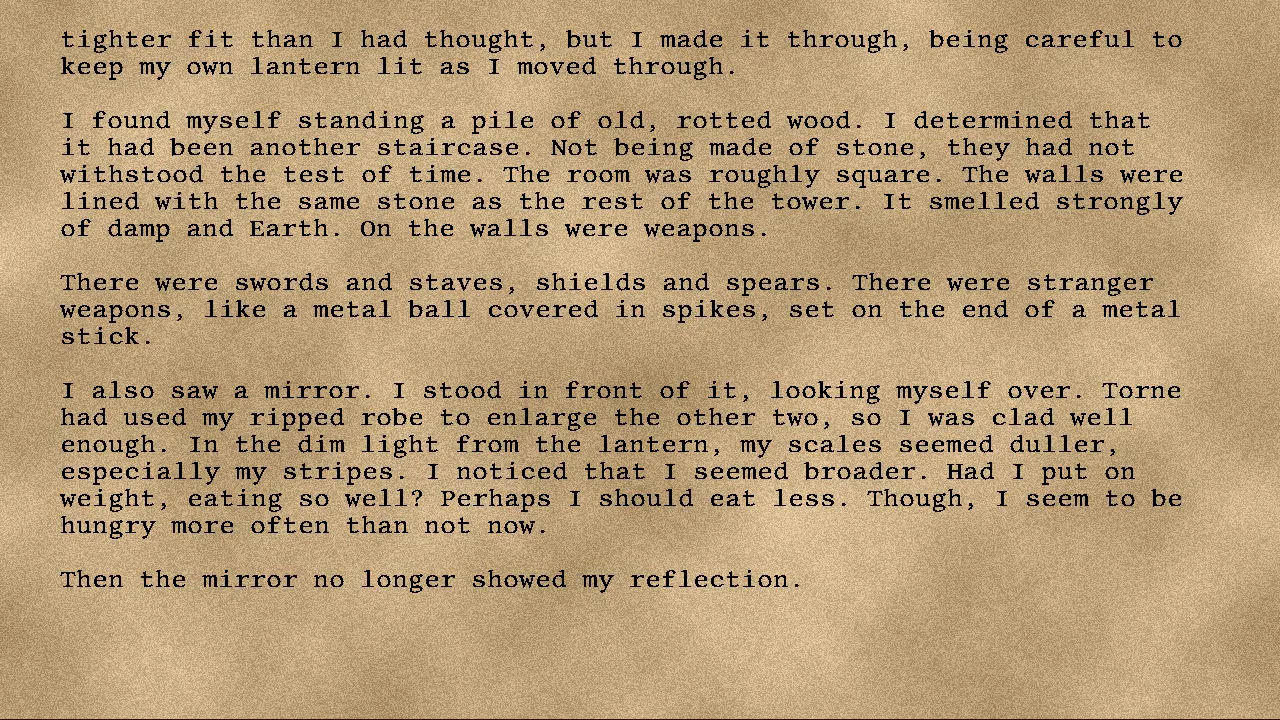 tighter fit than I had thought, but I made it through, being careful to
keep my own lantern lit as I moved through.
I found myself standing a pile of old, rotted wood. I determined that
it had been another staircase. Not being made of stone, they had not
withstood the test of time. The room was roughly square. The walls were
lined with the same stone as the rest of the tower. It smelled strongly
of damp and Earth. On the walls were weapons.
There were swords and staves, shields and spears. There were stranger
weapons, like a metal ball covered in spikes, set on the end of a metal
stick.
I also saw a mirror. I stood in front of it, looking myself over. Torne
had used my ripped robe to enlarge the other two, so I was clad well
enough. In the dim light from the lantern, my scales seemed duller,
especially my stripes. I noticed that I seemed broader. Had I put on
weight, eating so well? Perhaps I should eat less. Though, I seem to be
hungry more often than not now.
Then the mirror no longer showed my reflection.